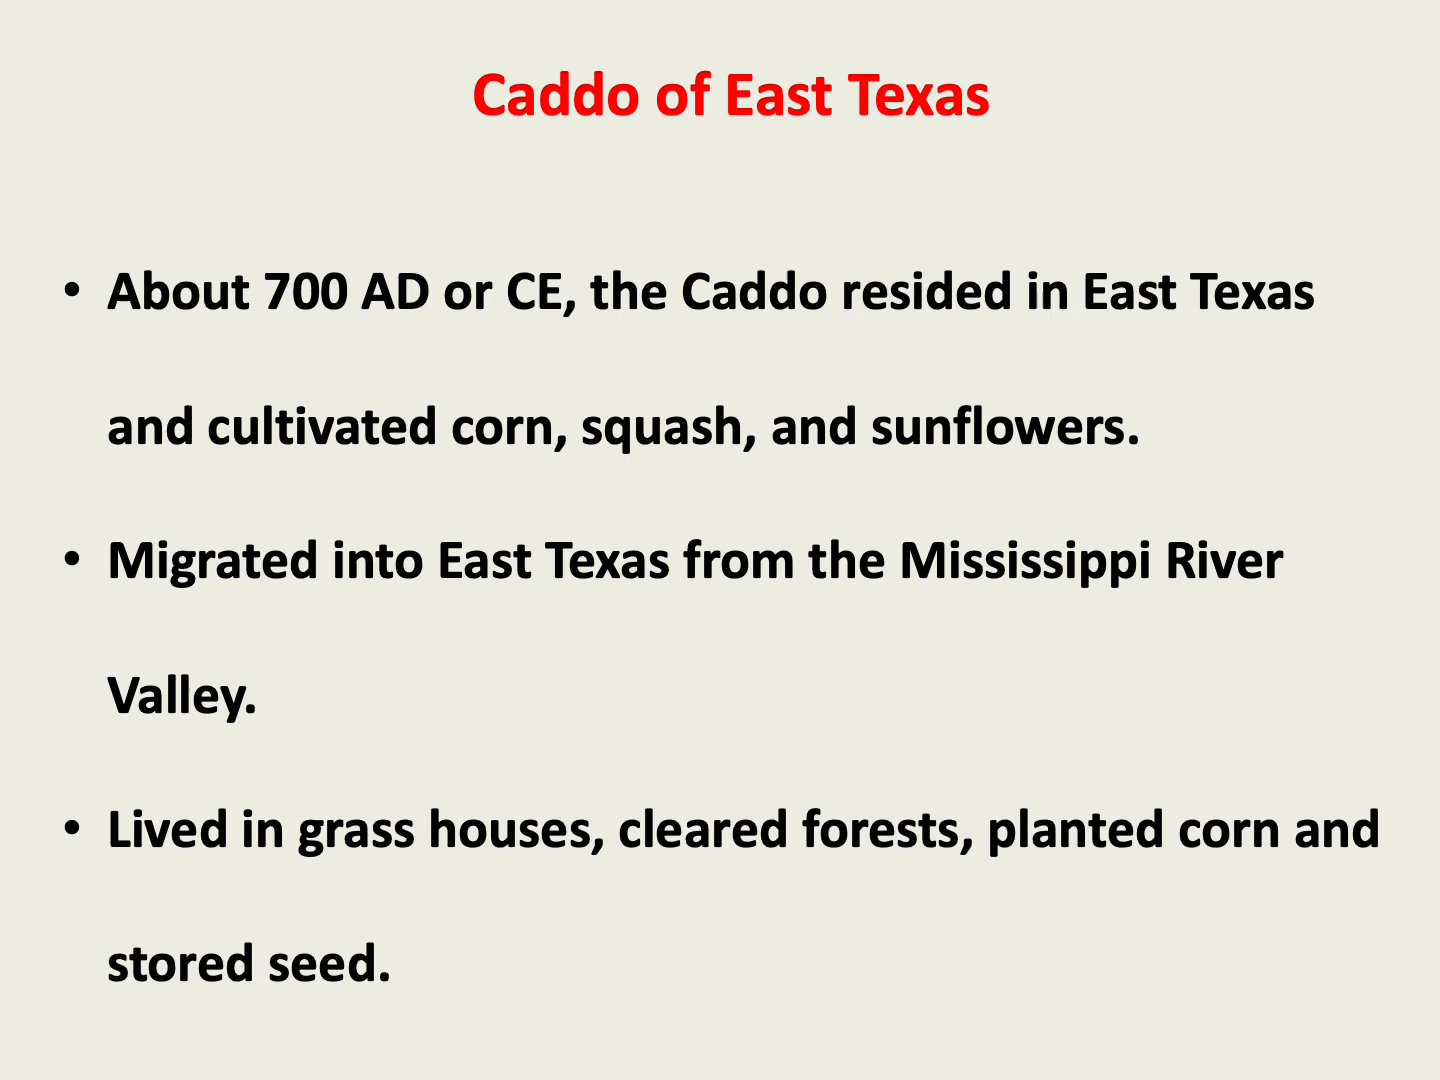 Caddo of East Texas
• About 700 AD or CE, the Caddo resided in East Texas
and cultivated corn, squash, and sunflowers.
• Migrated into East Texas from the Mississippi River
Valley.
• Lived in grass houses, cleared forests, planted corn and
stored seed.